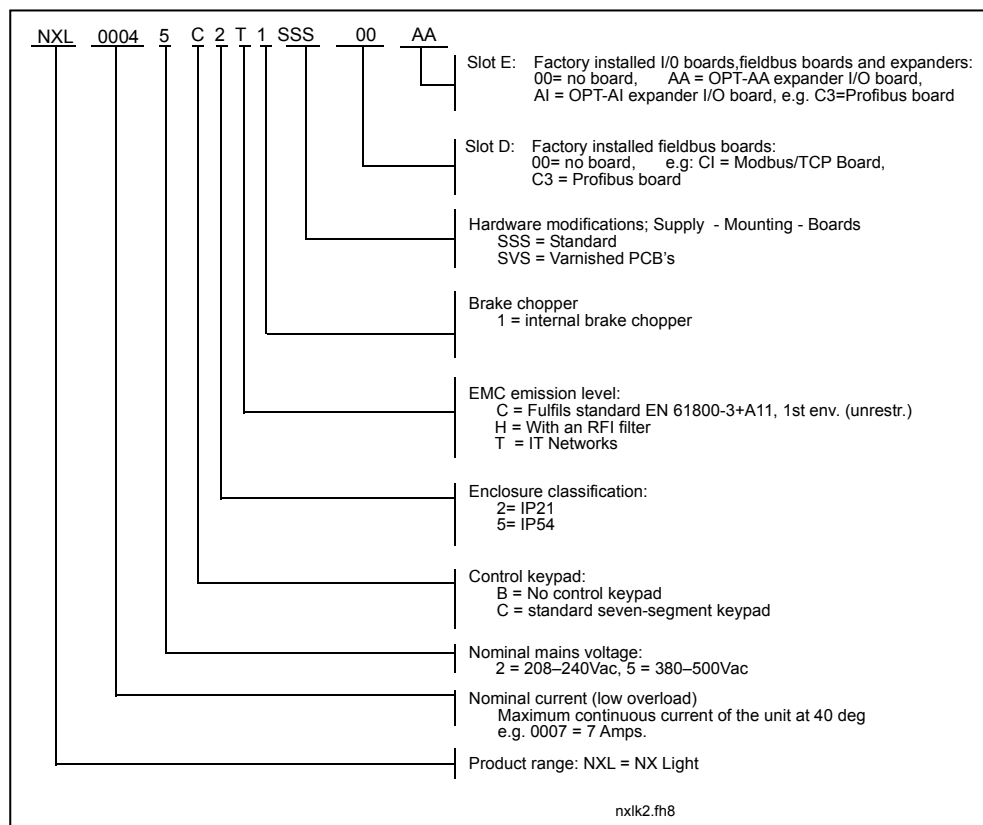 NXL 0004 5 C 2 T 1 SSS 00 AA
Slot E: Factory installed I/0 boards,fieldbus boards and expanders:
00= no board, AA = OPT-AA expander I/O board,
AI = OPT-AI expander I/O board, e.g. C3=Profibus board
Slot D: Factory installed fieldbus boards:
00= no board, e.g: CI = Modbus/TCP Board,
C3 = Profibus board
Hardware modifications; Supply - Mounting - Boards
SSS = Standard
SVS = Varnished PCB's
Brake chopper
1 = internal brake chopper
EMC emission level:
C = Fulfils standard EN 61800-3+A11, 1st env. (unrestr.)
H = With an RFI filter
T = IT Networks
Enclosure classification:
2= IP21
5= IP54
Control keypad:
B = No control keypad
C = standard seven-segment keypad
Nominal mains voltage:
2 = 208–240Vac, 5 = 380–500Vac
Nominal current (low overload)
Maximum continuous current of the unit at 40 deg
e.g. 0007 = 7 Amps.
Product range: NXL = NX Light
nxlk2.fh8